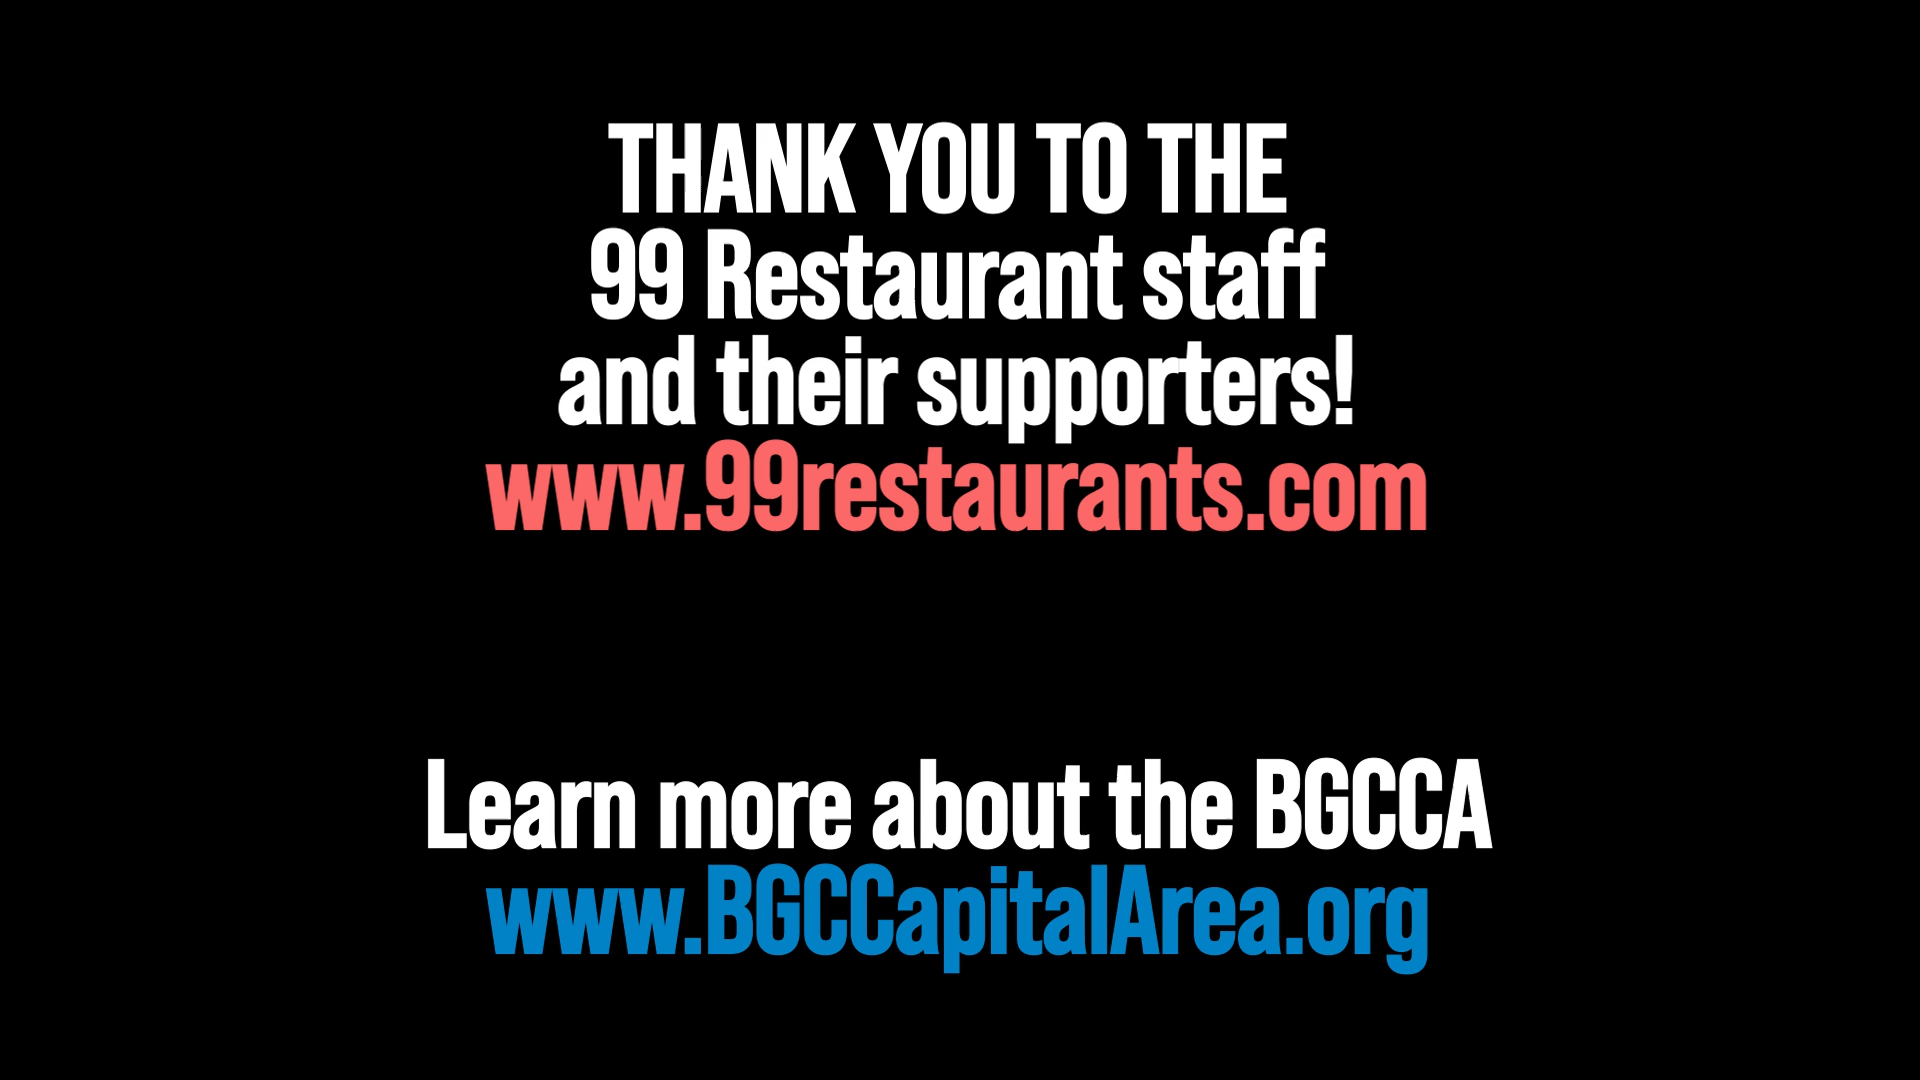 THANK YOU TO THE
99 Restaurant staff
and their supporters!
www.99restaurants.com
Learn more about the BGCCA
www.BGCCapitalArea.org